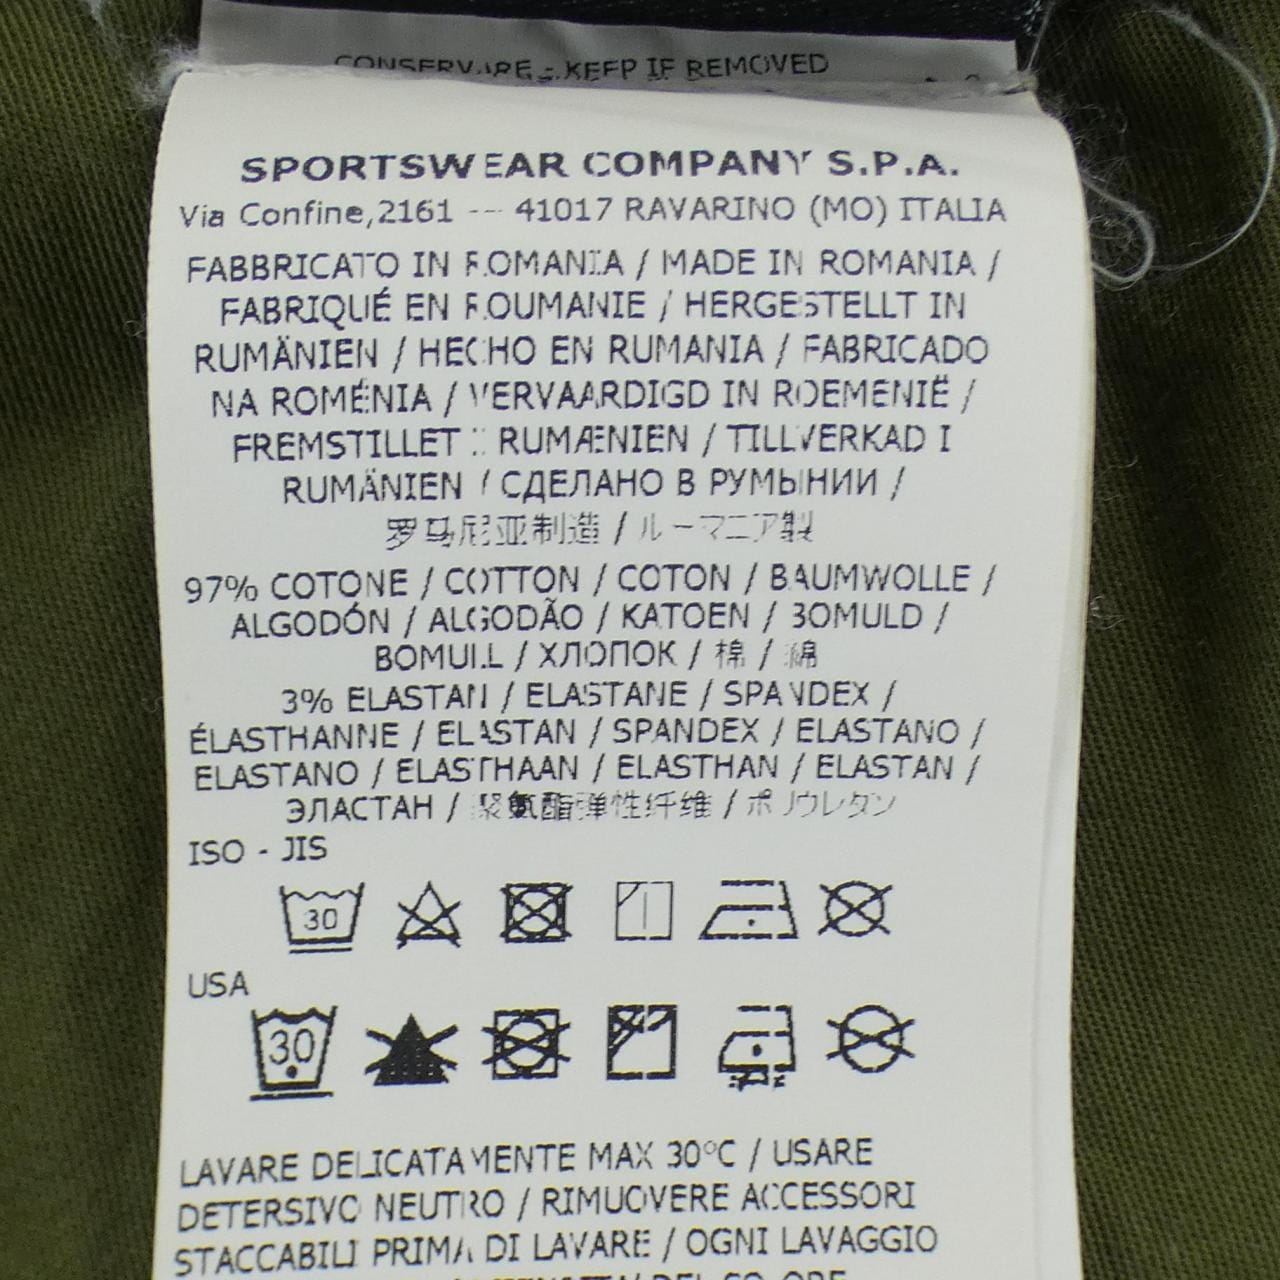 CONSERVARE - KEEP IF REMOVED
SPORTSWEAR COMPANY S.P.A.
Via Confine,2161 --- 41017 RAVARINO (MO) ITALIA
FABBRICATO IN ROMANIA / MADE IN ROMANIA /
FABRIQUÉ EN ROUMANIE / HERGESTELLT IN
RUMÄNIEN / HECHO EN RUMANIA / FABRICADO
NA ROMÉNIA / VERVAARDIGD IN ROEMENIË /
FREMSTILLET I RUMÆNIEN / TILLVERKAD I
RUMÄNIEN / СДЕЛАНО В РУМЫНИИ /
罗马尼亚制造 / ルーマニア製
97% COTONE / COTTON / COTON / BAUMWOLLE /
ALGODÓN / ALGODÃO / KATOEN / BOMULD /
BOMULL / ХЛОПОК / 棉 / 綿
3% ELASTAN / ELASTANE / SPANDEX /
ÉLASTHANNE / ELASTAN / SPANDEX / ELASTANO /
ELASTANO / ELASTHAAN / ELASTHAN / ELASTAN /
ЭЛАСТАН / 聚氨酯弹性纤维 / ポリウレタン
ISO - JIS
30
USA
30
LAVARE DELICATAMENTE MAX 30°C / USARE
DETERSIVO NEUTRO / RIMUOVERE ACCESSORI
STACCABILI PRIMA DI LAVARE / OGNI LAVAGGIO